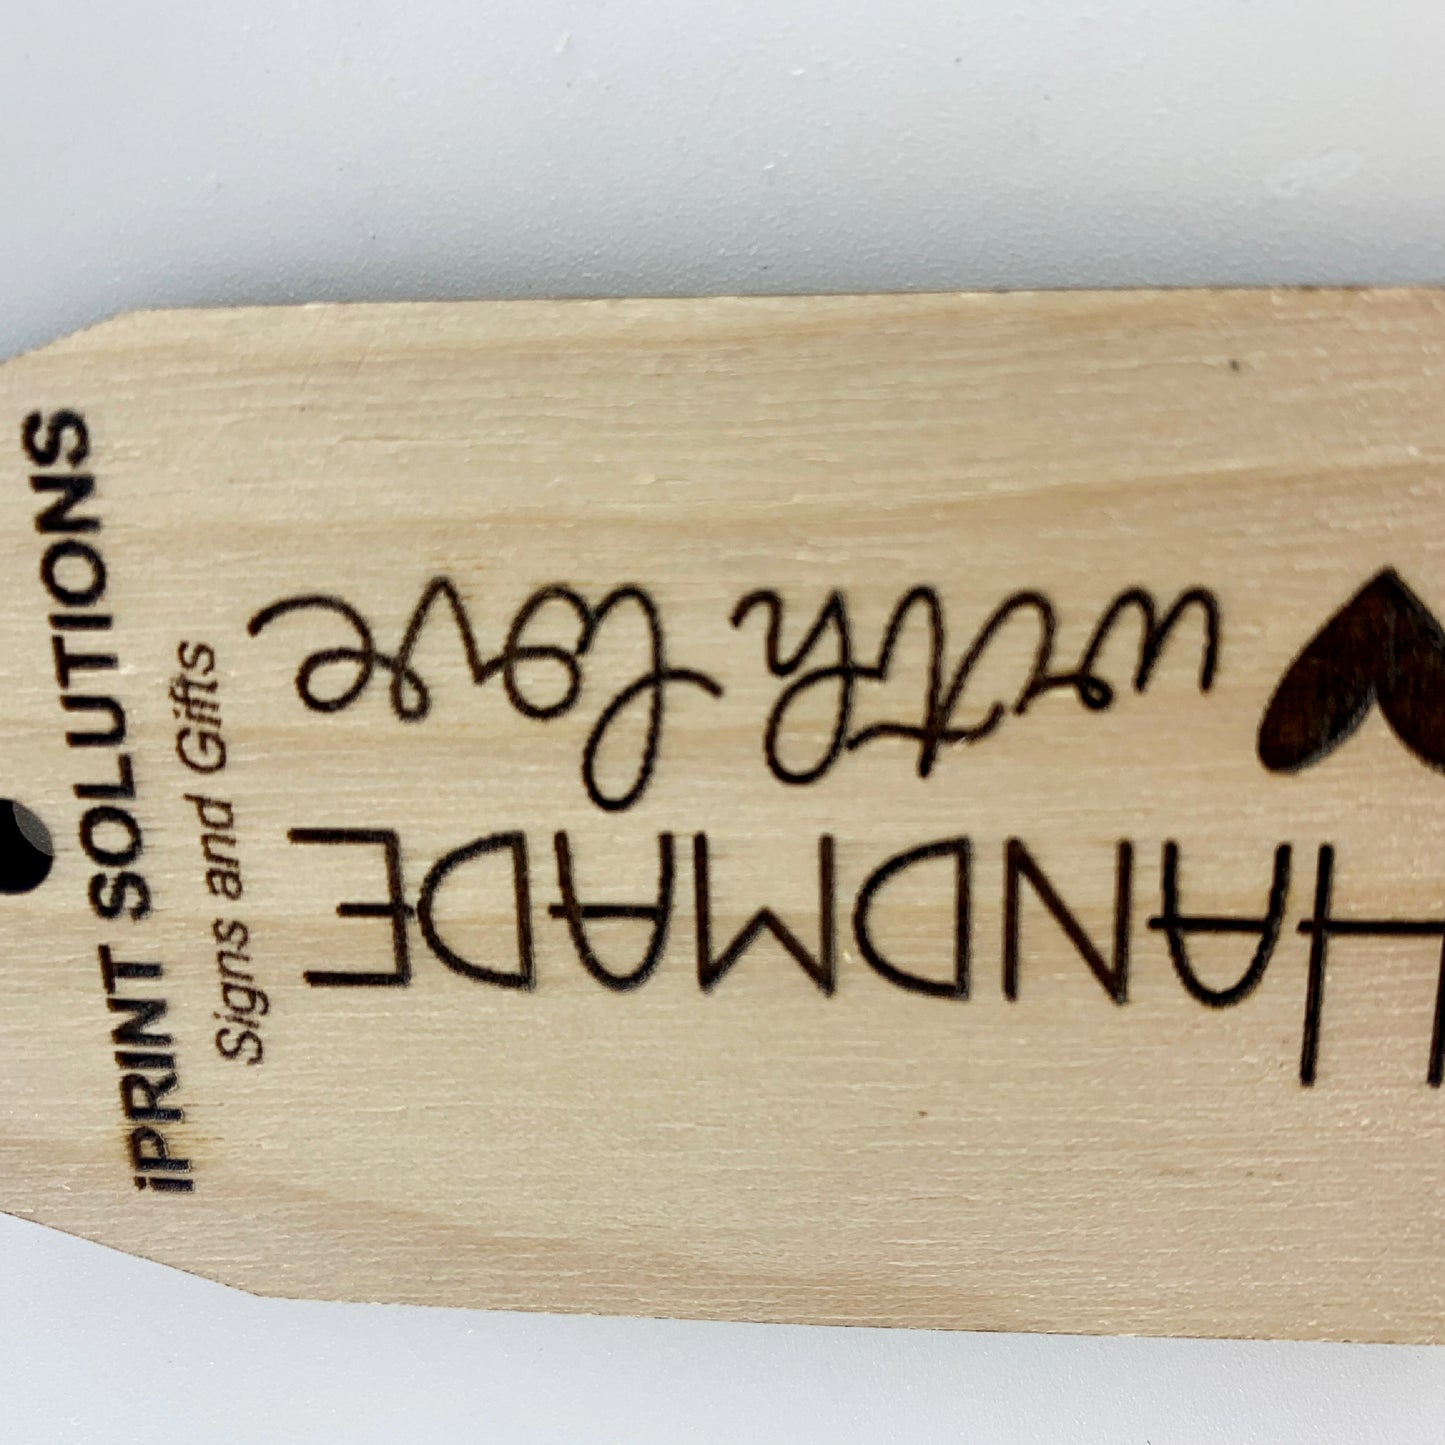 iPRINT SOLUTIONS
Signs and Gifts
HANDMADE
with love